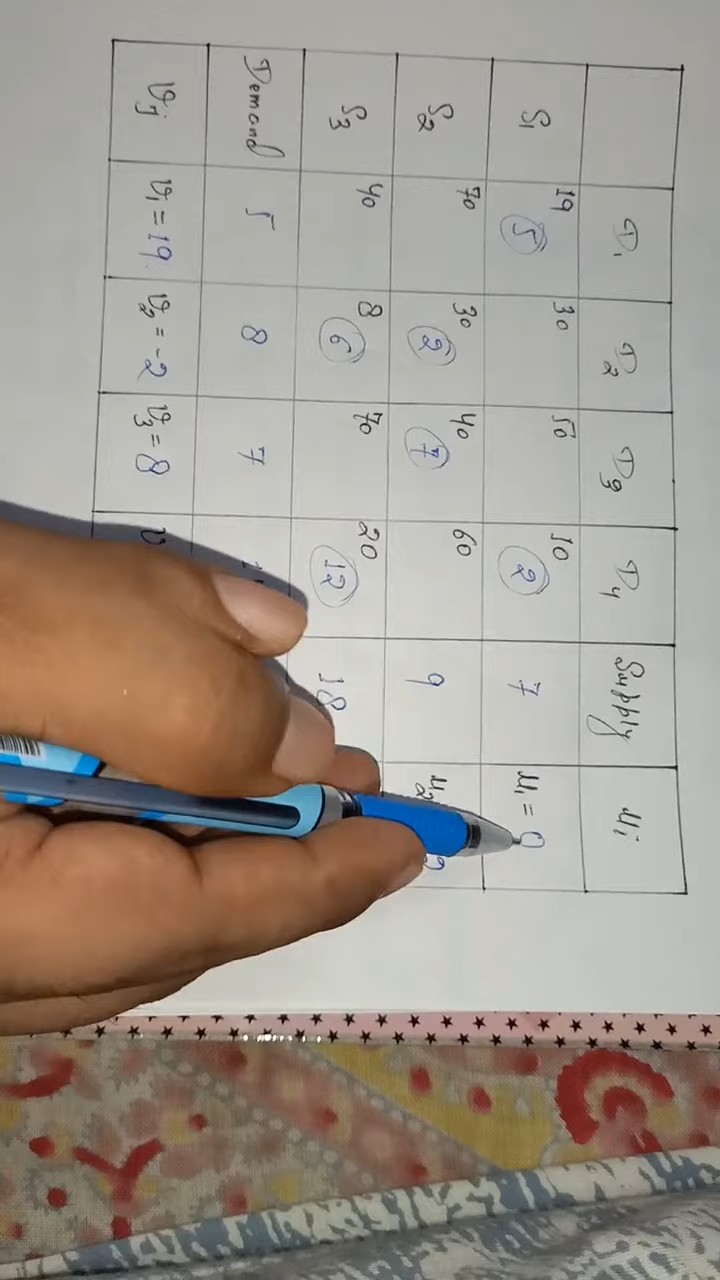 D1 D2 D3 D4 Supply ui
S1 19 5 30 50 10 2 7 u1 = 0
S2 70 30 2 40 7 60 9 u2
S3 40 8 6 70 20 12 18
Demand 5 8 7
vj v1 = 19. v2 = -2 v3 = 8